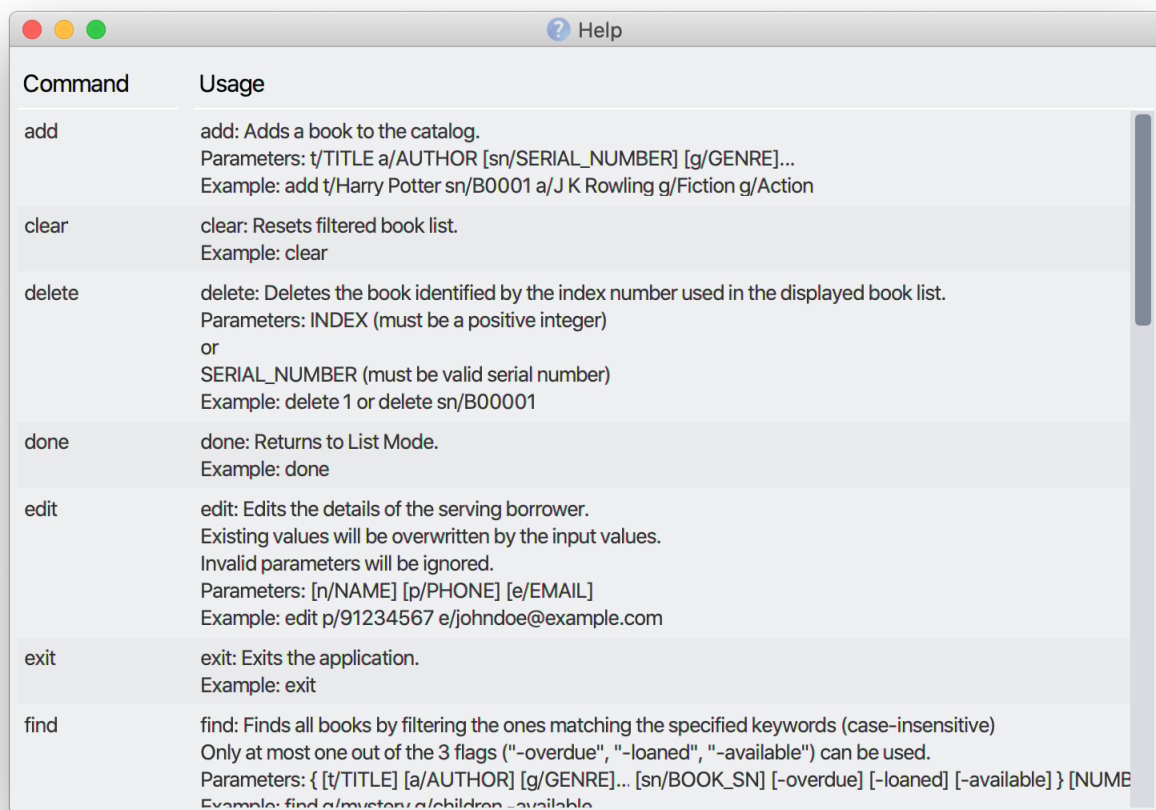 Help
Command Usage
add add: Adds a book to the catalog.
Parameters: t/TITLE a/AUTHOR [sn/SERIAL_NUMBER] [g/GENRE]...
Example: add t/Harry Potter sn/B0001 a/J K Rowling g/Fiction g/Action
clear clear: Resets filtered book list.
Example: clear
delete delete: Deletes the book identified by the index number used in the displayed book list.
Parameters: INDEX (must be a positive integer)
or
SERIAL_NUMBER (must be valid serial number)
Example: delete 1 or delete sn/B00001
done done: Returns to List Mode.
Example: done
edit edit: Edits the details of the serving borrower.
Existing values will be overwritten by the input values.
Invalid parameters will be ignored.
Parameters: [n/NAME] [p/PHONE] [e/EMAIL]
Example: edit p/91234567 e/johndoe@example.com
exit exit: Exits the application.
Example: exit
find find: Finds all books by filtering the ones matching the specified keywords (case-insensitive)
Only at most one out of the 3 flags ("-overdue", "-loaned", "-available") can be used.
Parameters: { [t/TITLE] [a/AUTHOR] [g/GENRE]... [sn/BOOK_SN] [-overdue] [-loaned] [-available] } [NUMB
Example: find g/mystery g/children -available